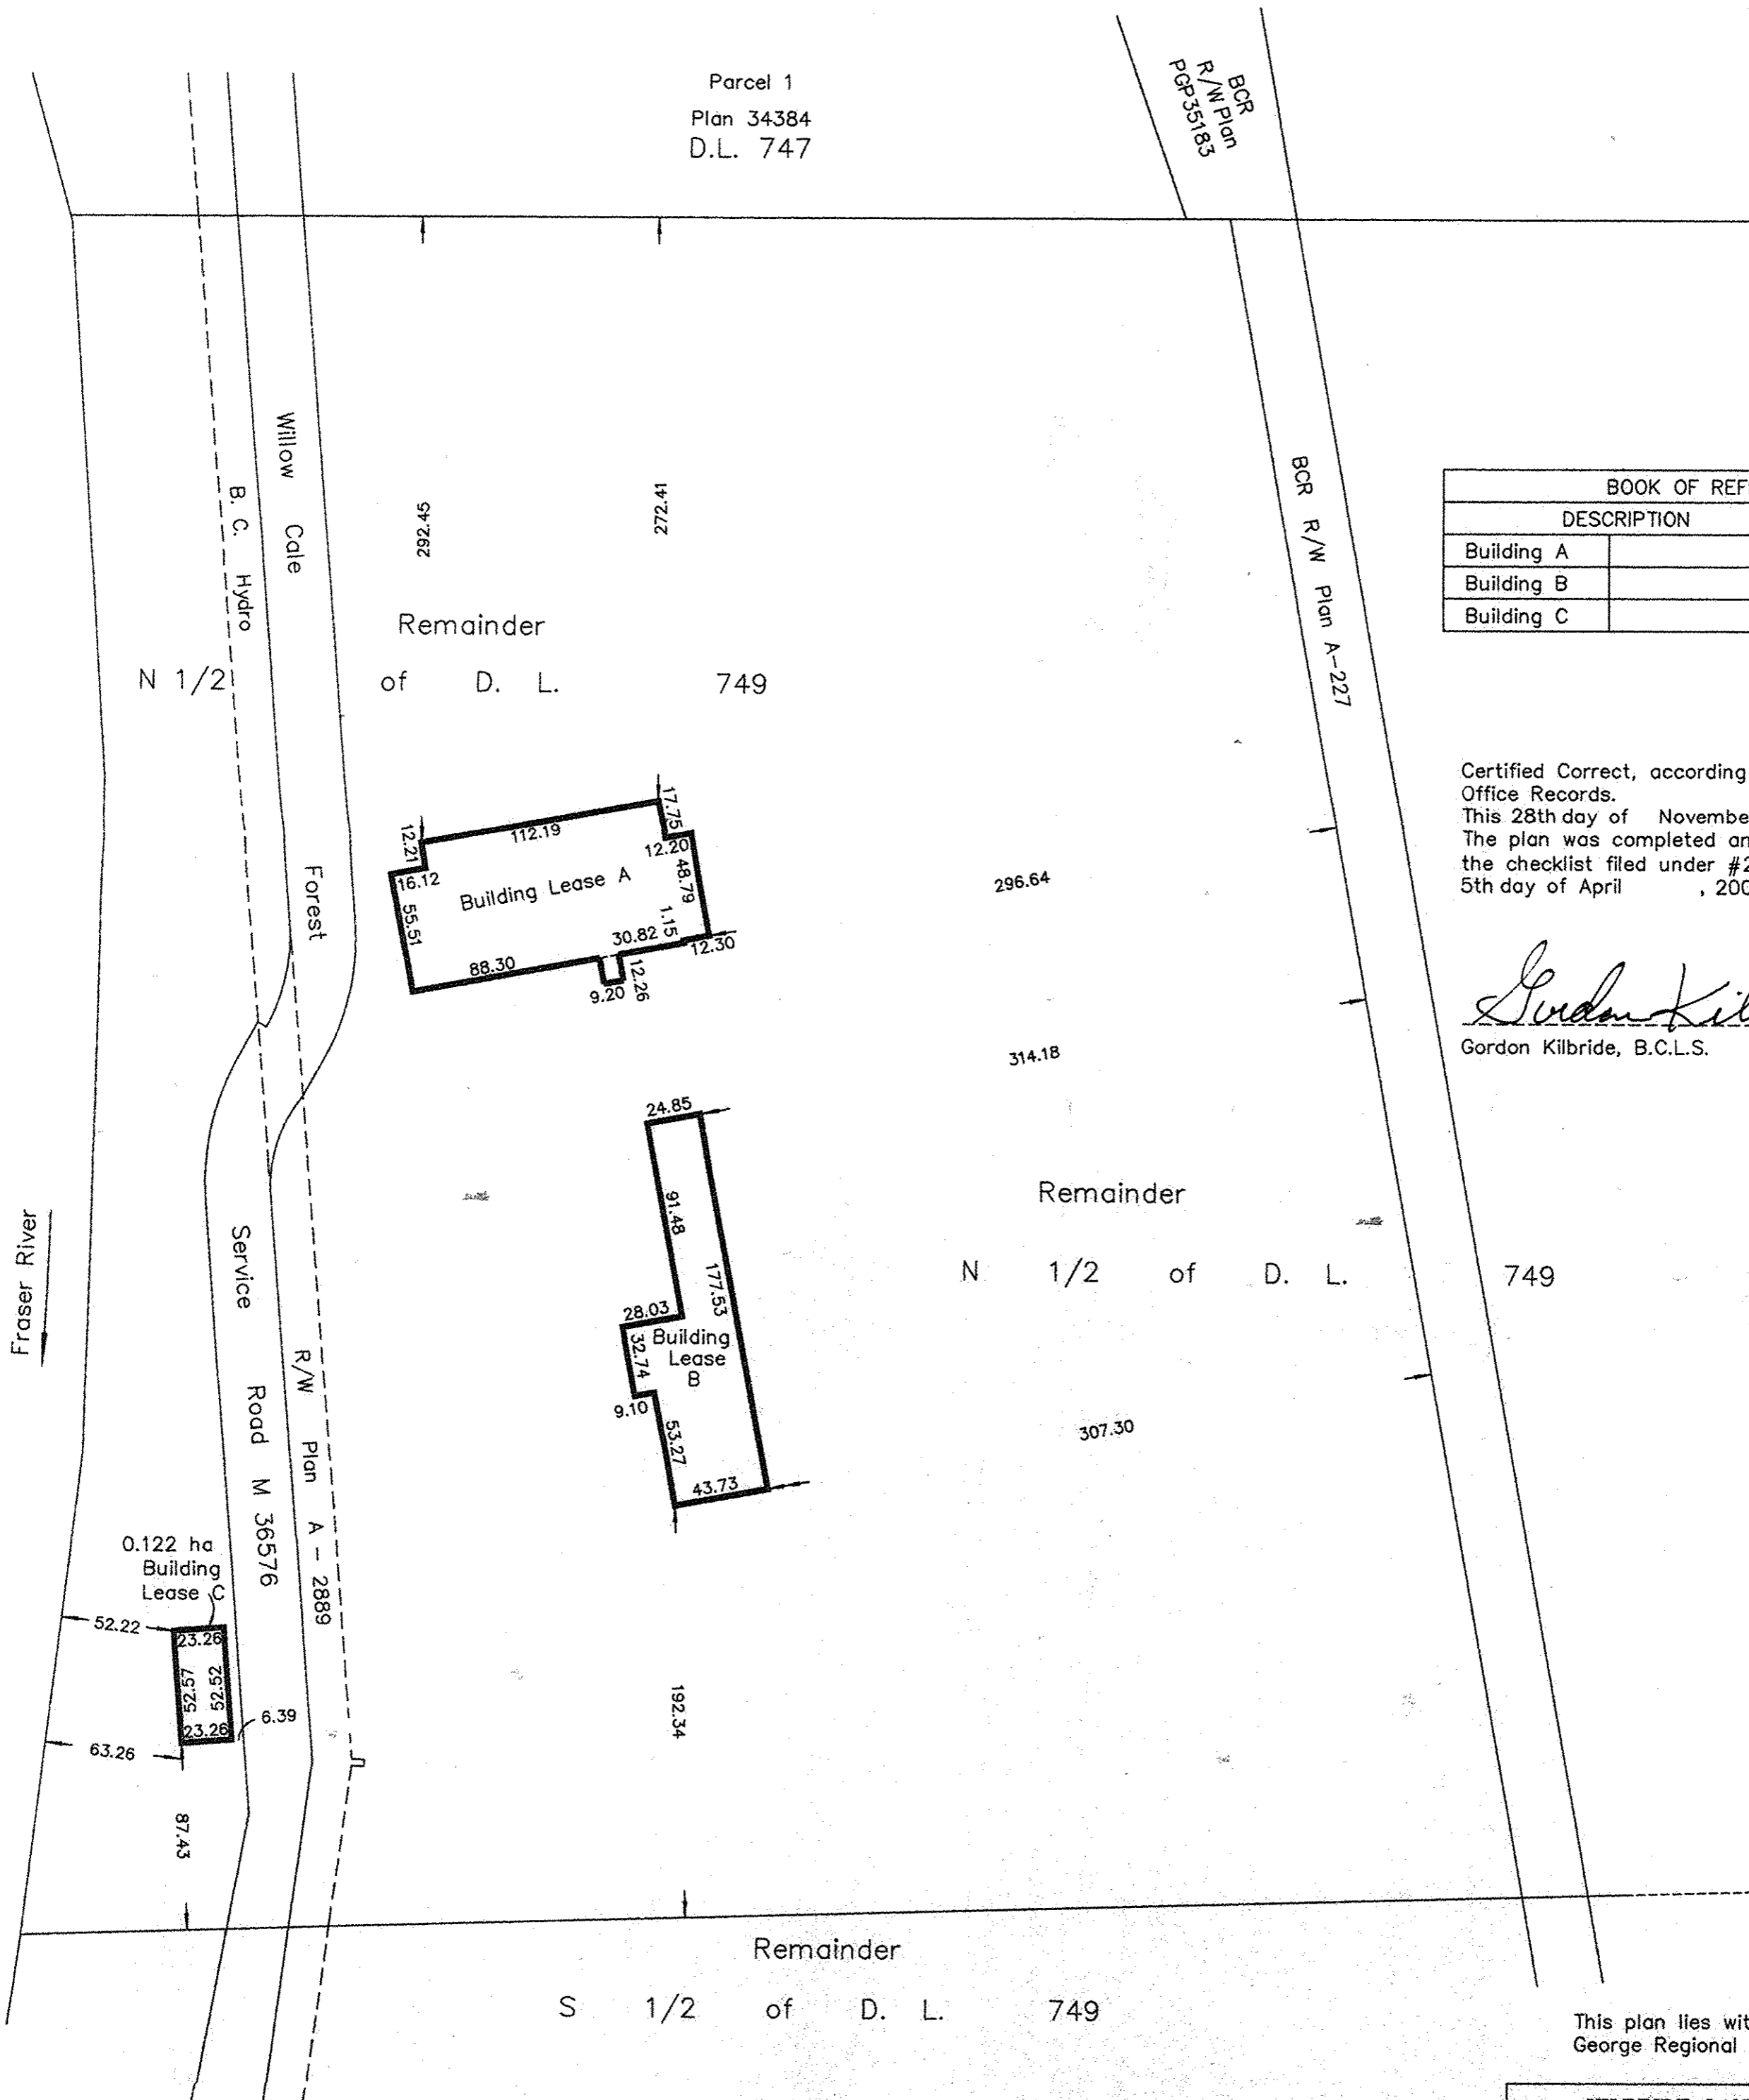 Parcel 1
Plan 34384
D.L. 747
BCR
R/W Plan
PGP35183
Willow Cale
B. C. Hydro
292.45
272.41
BCR R/W Plan A-227
BOOK OF REF
DESCRIPTION
Building A
Building B
Building C
Remainder
N 1/2 of D. L. 749
Certified Correct, according
Office Records.
This 28th day of Novembe
The plan was completed an
the checklist filed under #2
5th day of April , 200
Gordon Kilbride, B.C.L.S.
17.75
12.21
112.19
12.20
16.12
Building Lease A
48.79
55.51
1.15
30.82
12.30
88.30
12.26
9.20
Forest
296.64
314.18
24.85
91.48
177.53
28.03
32.74
Building
Lease
B
9.10
53.27
43.73
Remainder
N 1/2 of D. L. 749
307.30
Fraser River
Service
Road M 36576
R/W Plan A - 2889
0.122 ha
Building
Lease C
52.22
23.26
52.57
52.52
23.26
6.39
63.26
87.43
192.34
Remainder
S 1/2 of D. L. 749
This plan lies wit
George Regional